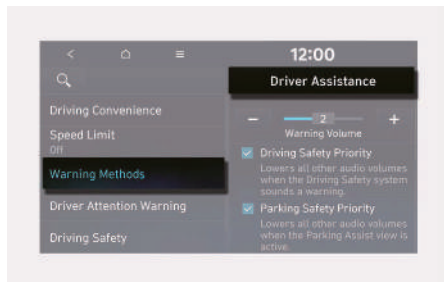 12:00
Driver Assistance
Driving Convenience
Speed Limit
Off
Warning Methods
Driver Attention Warning
Driving Safety
2
Warning Volume
Driving Safety Priority
Lowers all other audio volumes
when the Driving Safety system
sounds a warning.
Parking Safety Priority
Lowers all other audio volumes
when the Parking Assist view is
active.